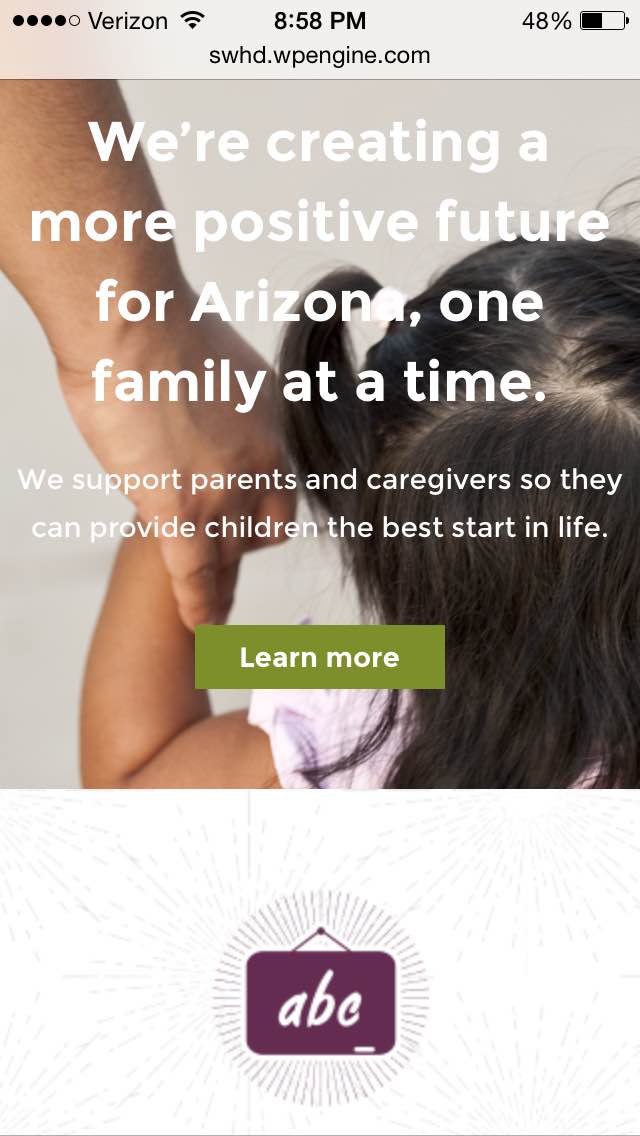 Verizon 8:58 PM 48%
swhd.wpengine.com
We’re creating a
more positive future
for Arizona, one
family at a time.
We support parents and caregivers so they
can provide children the best start in life.
Learn more
abc